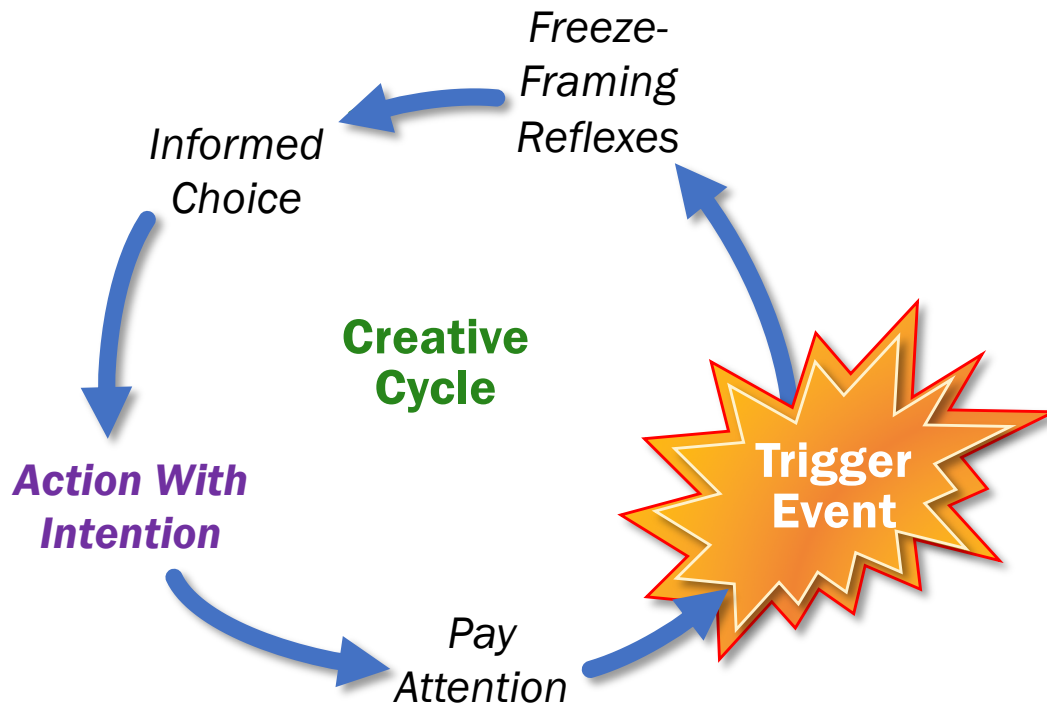 Freeze-
Framing
Reflexes
Informed
Choice
Creative
Cycle
Trigger
Event
Action With
Intention
Pay
Attention